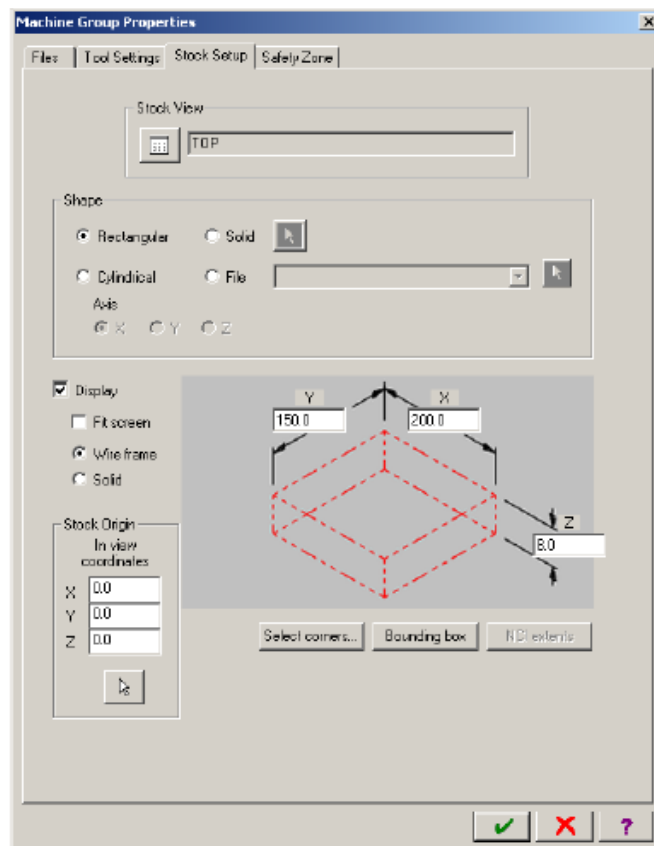 Machine Group Properties
Files Tool Settings Stock Setup Safety Zone
Stock View
TOP
Shape
Rectangular Solid
Cylindrical File
Axis
X Y Z
Display
Fit screen
Wire frame
Solid
Y X
150.0 200.0
Z
8.0
Stock Origin
In view
coordinates
X 0.0
Y 0.0
Z 0.0
Select corners... Bounding box NCI extents
?